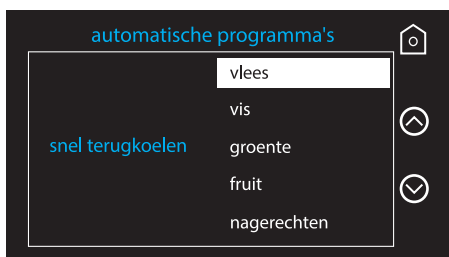 automatische programma's
vlees
vis
snel terugkoelen
groente
fruit
nagerechten